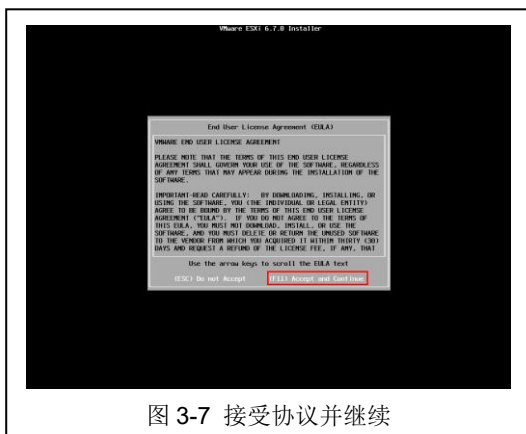 VMware ESXi 6.7.0 Installer
End User License Agreement (EULA)
VMWARE END USER LICENSE AGREEMENT
PLEASE NOTE THAT THE TERMS OF THIS END USER LICENSE
AGREEMENT SHALL GOVERN YOUR USE OF THE SOFTWARE, REGARDLESS
OF ANY TERMS THAT MAY APPEAR DURING THE INSTALLATION OF THE
SOFTWARE.
IMPORTANT-READ CAREFULLY: BY DOWNLOADING, INSTALLING, OR
USING THE SOFTWARE, YOU (THE INDIVIDUAL OR LEGAL ENTITY)
AGREE TO BE BOUND BY THE TERMS OF THIS END USER LICENSE
AGREEMENT ("EULA"). IF YOU DO NOT AGREE TO THE TERMS OF
THIS EULA, YOU MUST NOT DOWNLOAD, INSTALL, OR USE THE
SOFTWARE, AND YOU MUST DELETE OR RETURN THE UNUSED SOFTWARE
TO THE VENDOR FROM WHICH YOU ACQUIRED IT WITHIN THIRTY (30)
DAYS AND REQUEST A REFUND OF THE LICENSE FEE, IF ANY, THAT
Use the arrow keys to scroll the EULA text
(ESC) Do not Accept (F11) Accept and Continue
图 3-7 接受协议并继续